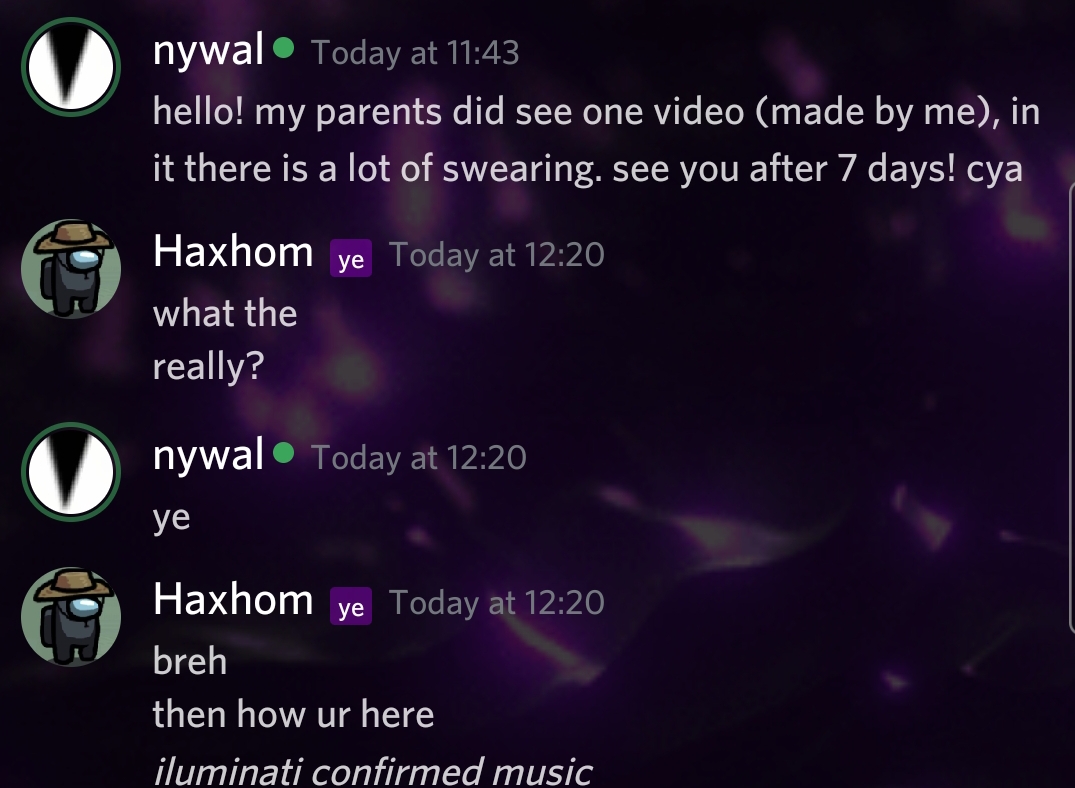 nywal Today at 11:43
hello! my parents did see one video (made by me), in
it there is a lot of swearing. see you after 7 days! cya
Haxhom ye Today at 12:20
what the
really?
nywal Today at 12:20
ye
Haxhom ye Today at 12:20
breh
then how ur here
iluminati confirmed music